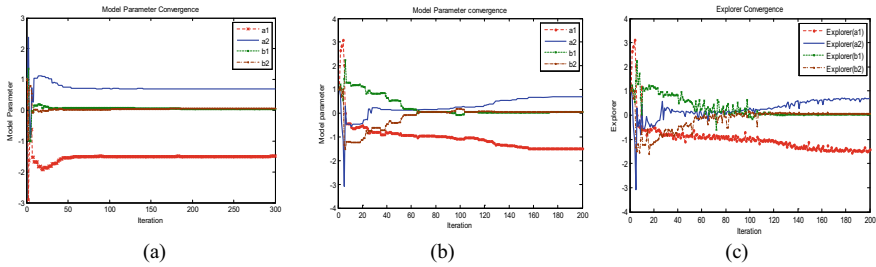 Model Parameter Convergence
a1
a2
b1
b2
3
2
1
0
-1
-2
-3
Model Parameter
0
50
100
150
200
250
300
Iteration
(a)
Model Parameter convergence
a1
a2
b1
b2
4
3
2
1
0
-1
-2
-3
-4
Model parameter
0
20
40
60
80
100
120
140
160
180
200
Iteration
(b)
Explorer Convergence
Explorer(a1)
Explorer(a2)
Explorer(b1)
Explorer(b2)
4
3
2
1
0
-1
-2
-3
-4
Explorer
0
20
40
60
80
100
120
140
160
180
200
Iteration
(c)